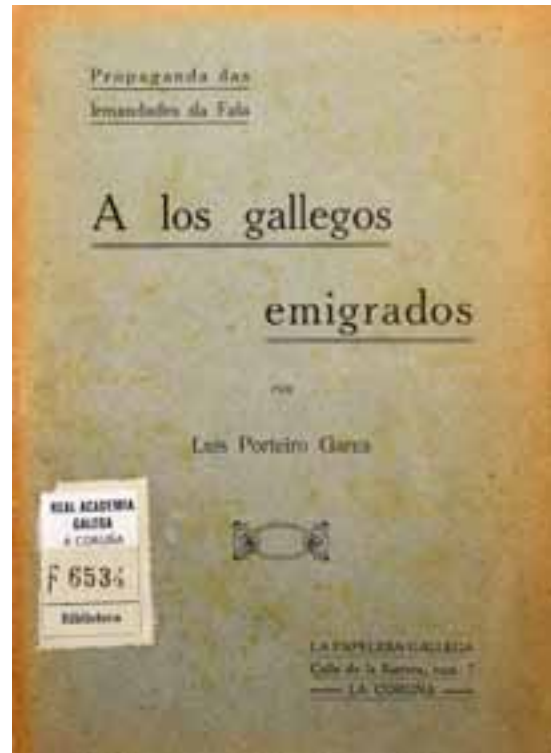 Propaganda das
Irmandades da Fala
A los gallegos
emigrados
POR
Luis Porteiro Garea
REAL ACADEMIA
GALEGA
A CORUÑA
F 6534
Biblioteca
LA PAPELERA GALLEGA
Calle de la Barrera, núm. 7
LA CORUÑA